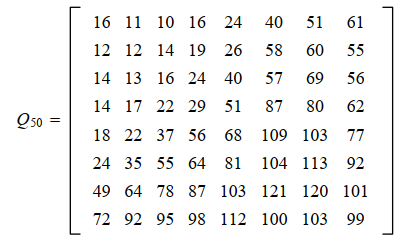 16 11 10 16 24 40 51 61
12 12 14 19 26 58 60 55
14 13 16 24 40 57 69 56
14 17 22 29 51 87 80 62
Q50 =
18 22 37 56 68 109 103 77
24 35 55 64 81 104 113 92
49 64 78 87 103 121 120 101
72 92 95 98 112 100 103 99